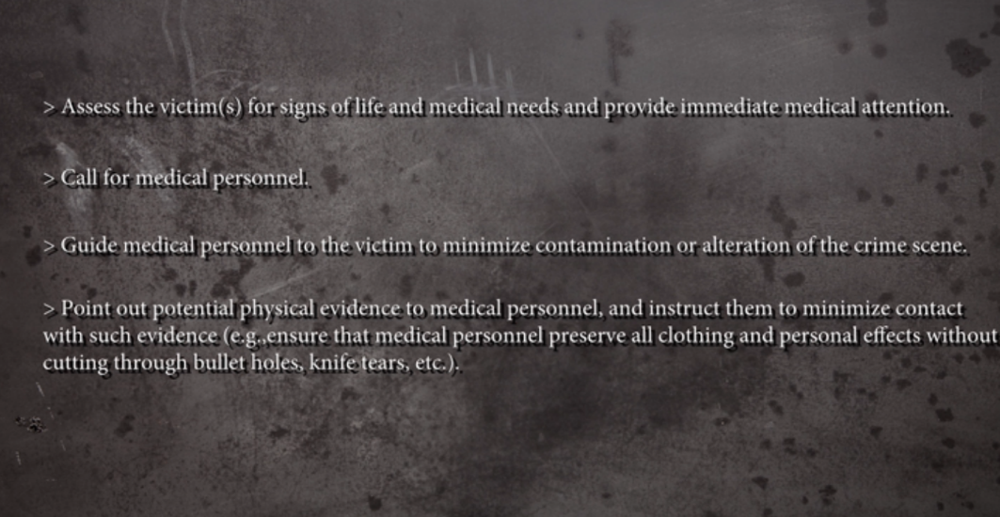 > Assess the victim(s) for signs of life and medical needs and provide immediate medical attention.
> Call for medical personnel.
> Guide medical personnel to the victim to minimize contamination or alteration of the crime scene.
> Point out potential physical evidence to medical personnel, and instruct them to minimize contact
with such evidence (e.g.,ensure that medical personnel preserve all clothing and personal effects without
cutting through bullet holes, knife tears, etc.).